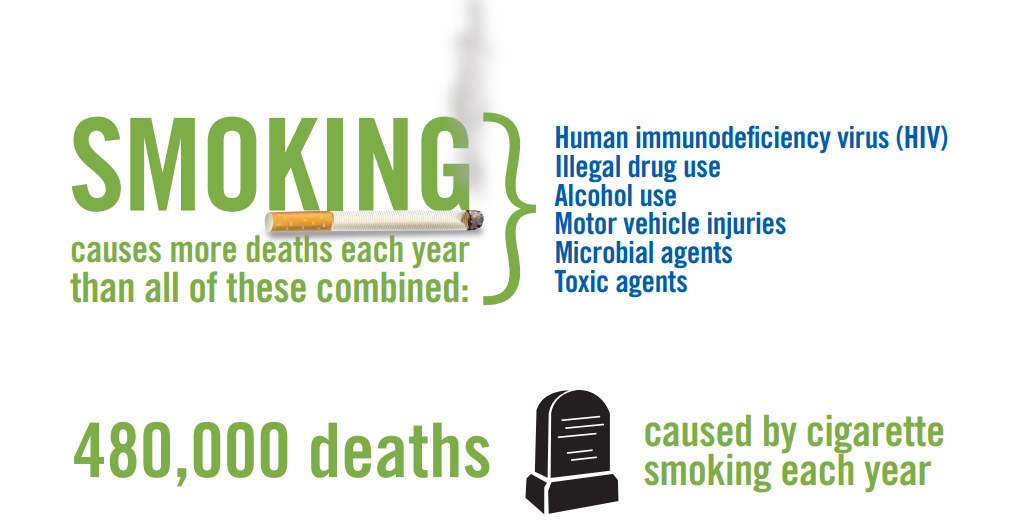 SMOKING
causes more deaths each year
than all of these combined:
Human immunodeficiency virus (HIV)
Illegal drug use
Alcohol use
Motor vehicle injuries
Microbial agents
Toxic agents
480,000 deaths
caused by cigarette
smoking each year